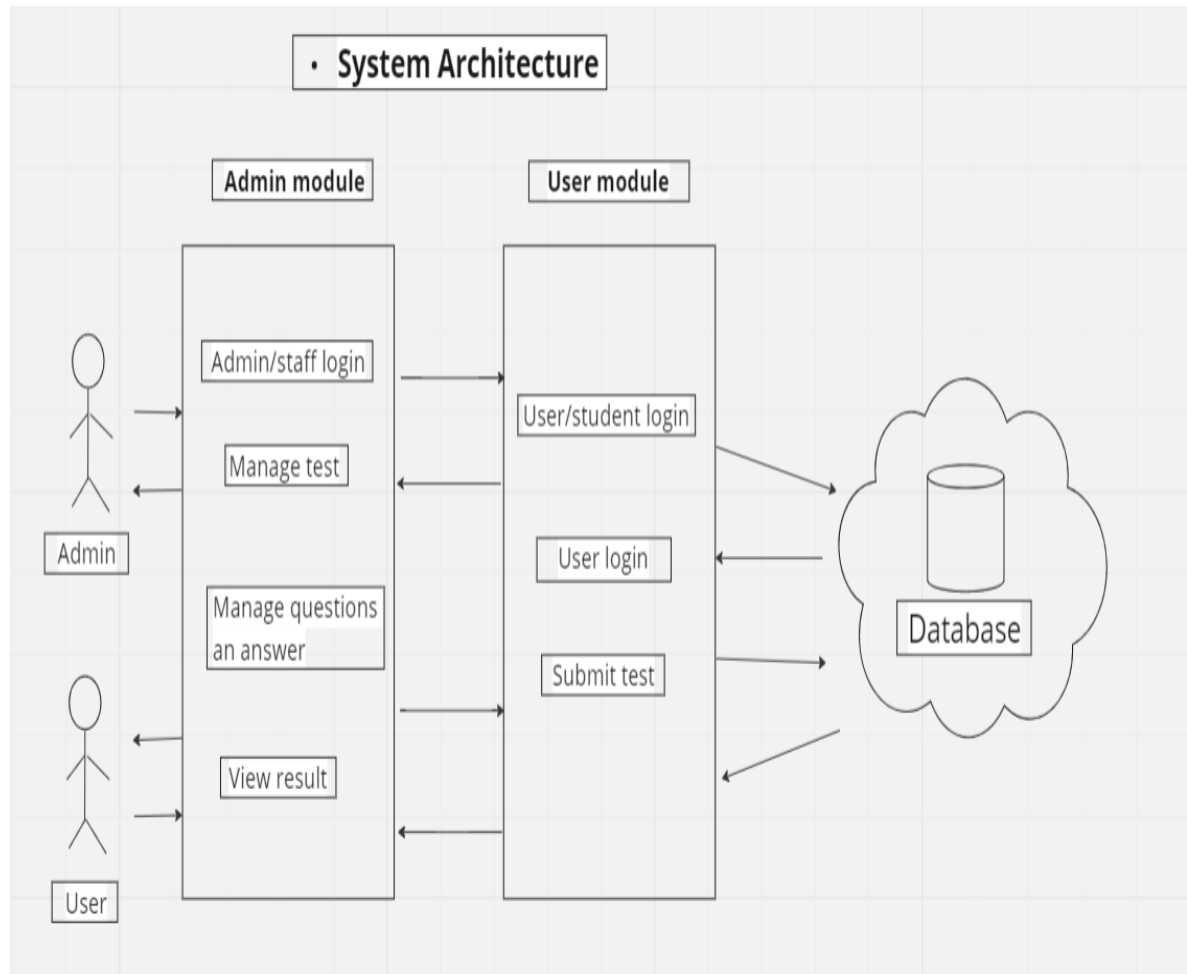 · System Architecture
Admin module
User module
Admin/staff login
User/student login
Manage test
Admin
User login
Manage questions
an answer
Database
Submit test
View result
User